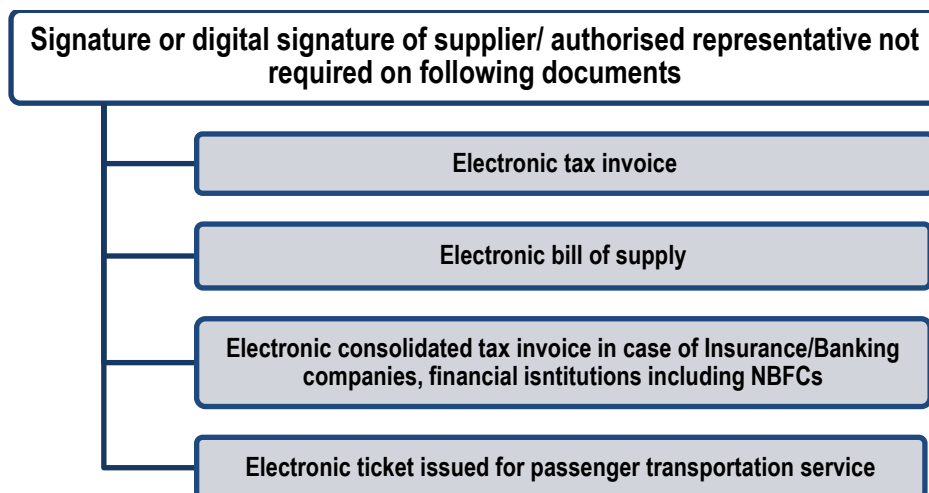 Signature or digital signature of supplier/ authorised representative not
required on following documents
Electronic tax invoice
Electronic bill of supply
Electronic consolidated tax invoice in case of Insurance/Banking
companies, financial isntitutions including NBFCs
Electronic ticket issued for passenger transportation service